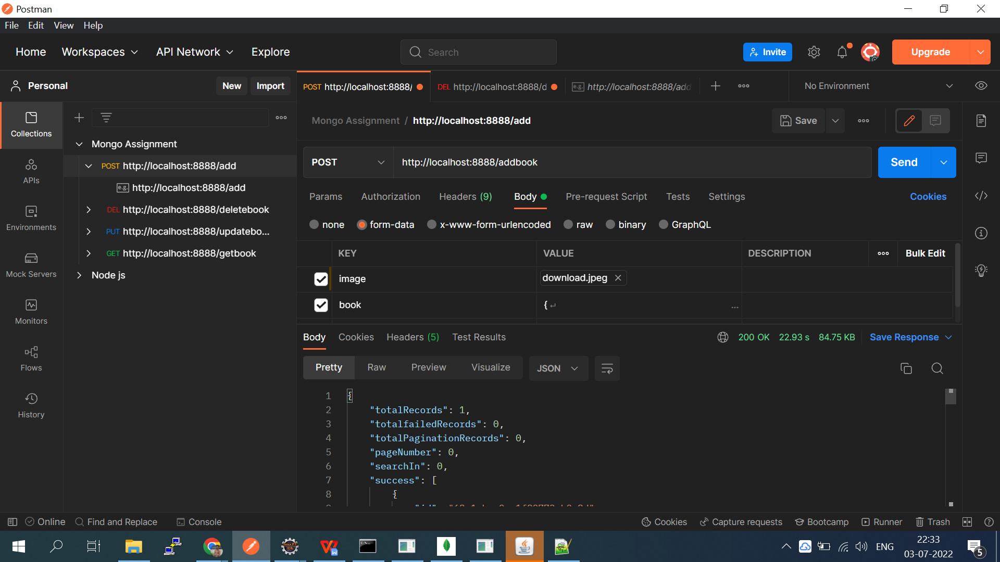 Postman
File Edit View Help
Home Workspaces API Network Explore Search Invite Upgrade
Personal New Import
POST http://localhost:8888/ DEL http://localhost:8888/d e.g. http://localhost:8888/add No Environment
Collections
APIs
Environments
Mock Servers
Monitors
Flows
History
Mongo Assignment
POST http://localhost:8888/add
e.g. http://localhost:8888/add
DEL http://localhost:8888/deletebook
PUT http://localhost:8888/updatebo...
GET http://localhost:8888/getbook
Node js
Mongo Assignment / http://localhost:8888/add Save
POST http://localhost:8888/addbook Send
Params Authorization Headers (9) Body Pre-request Script Tests Settings Cookies
none form-data x-www-form-urlencoded raw binary GraphQL
KEY VALUE DESCRIPTION Bulk Edit
image download.jpeg
book { ↵ ...
Body Cookies Headers (5) Test Results 200 OK 22.93 s 84.75 KB Save Response
Pretty Raw Preview Visualize JSON
1 {
2 "totalRecords": 1,
3 "totalfailedRecords": 0,
4 "totalPaginationRecords": 0,
5 "pageNumber": 0,
6 "searchIn": 0,
7 "success": [
8 {
Online Find and Replace Console Cookies Capture requests Bootcamp Runner Trash
ENG 22:33
03-07-2022 5